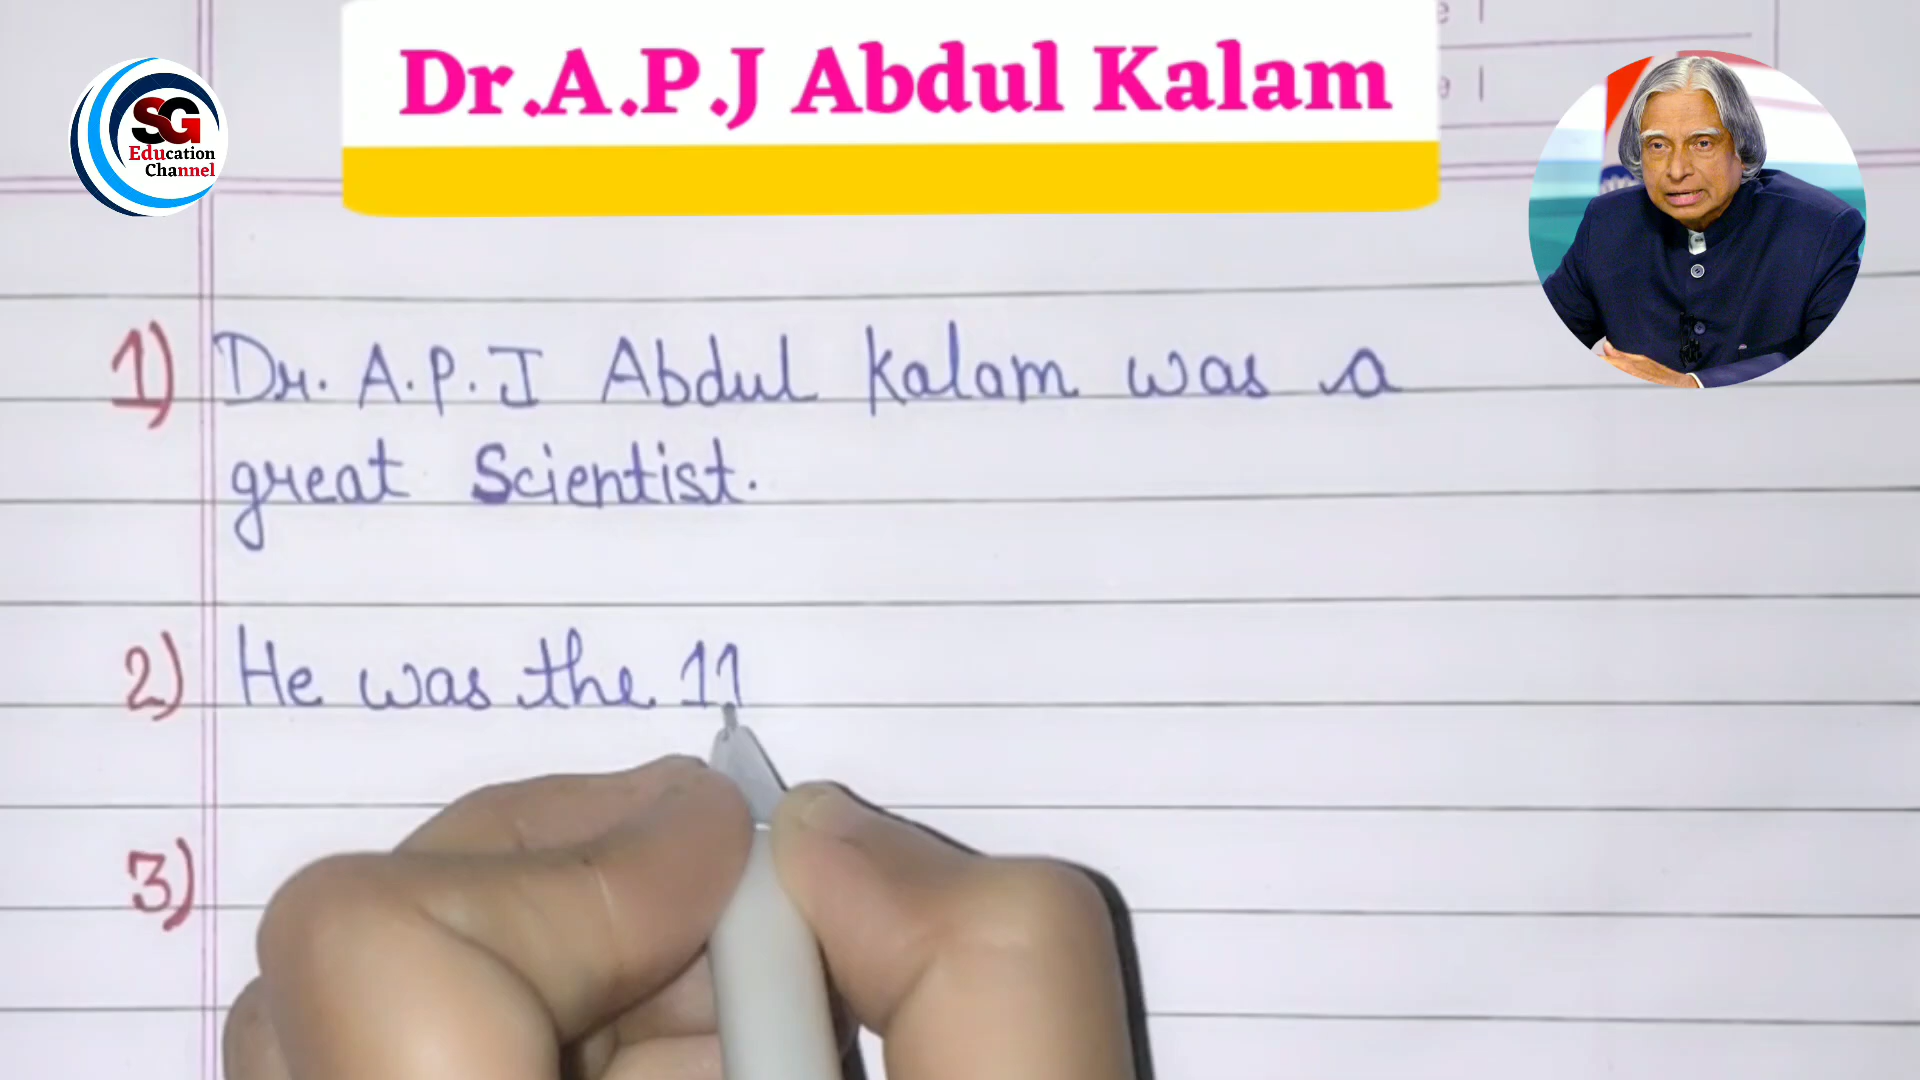 Dr.A.P.J Abdul Kalam
SG
Education
Channel
1) Dr. A.P.J Abdul Kalam was a
great Scientist.
2) He was the 11
3)